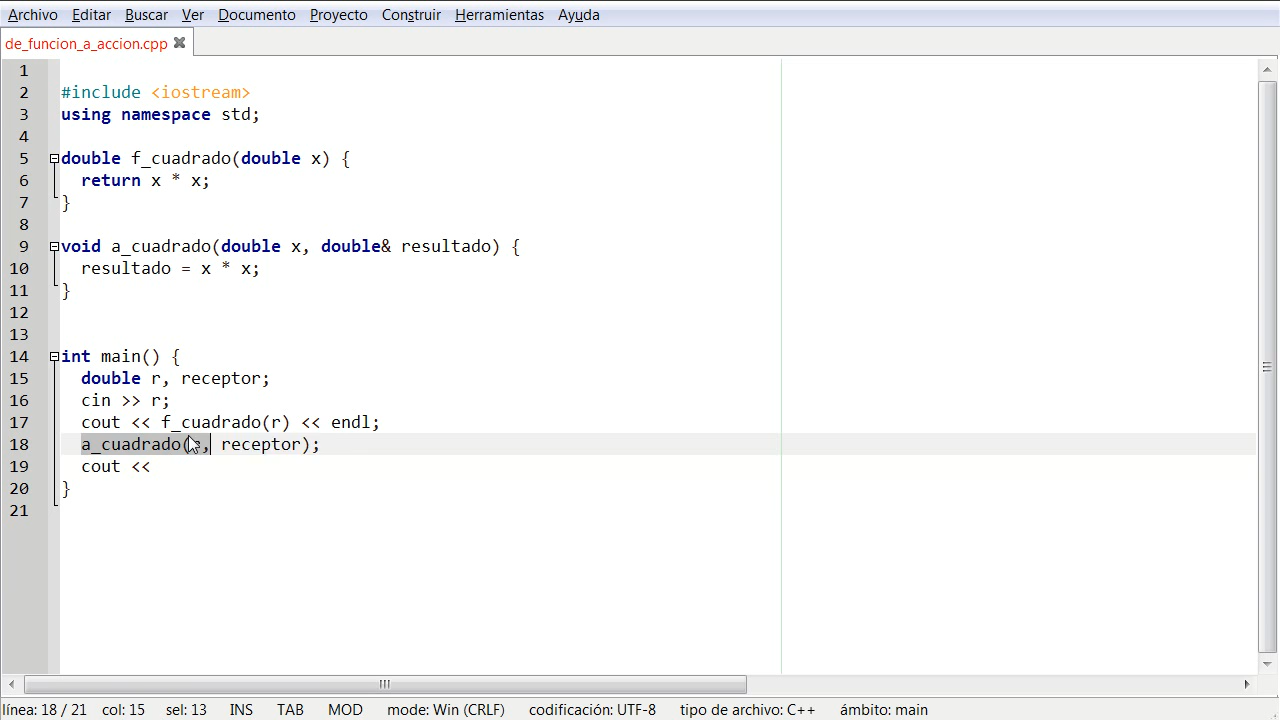 Archivo Editar Buscar Ver Documento Proyecto Construir Herramientas Ayuda
de_funcion_a_accion.cpp
1
2 #include <iostream>
3 using namespace std;
4
5 double f_cuadrado(double x) {
6 return x * x;
7 }
8
9 void a_cuadrado(double x, double& resultado) {
10 resultado = x * x;
11 }
12
13
14 int main() {
15 double r, receptor;
16 cin >> r;
17 cout << f_cuadrado(r) << endl;
18 a_cuadrado(r, receptor);
19 cout <<
20 }
21
línea: 18 / 21 col: 15 sel: 13 INS TAB MOD mode: Win (CRLF) codificación: UTF-8 tipo de archivo: C++ ámbito: main